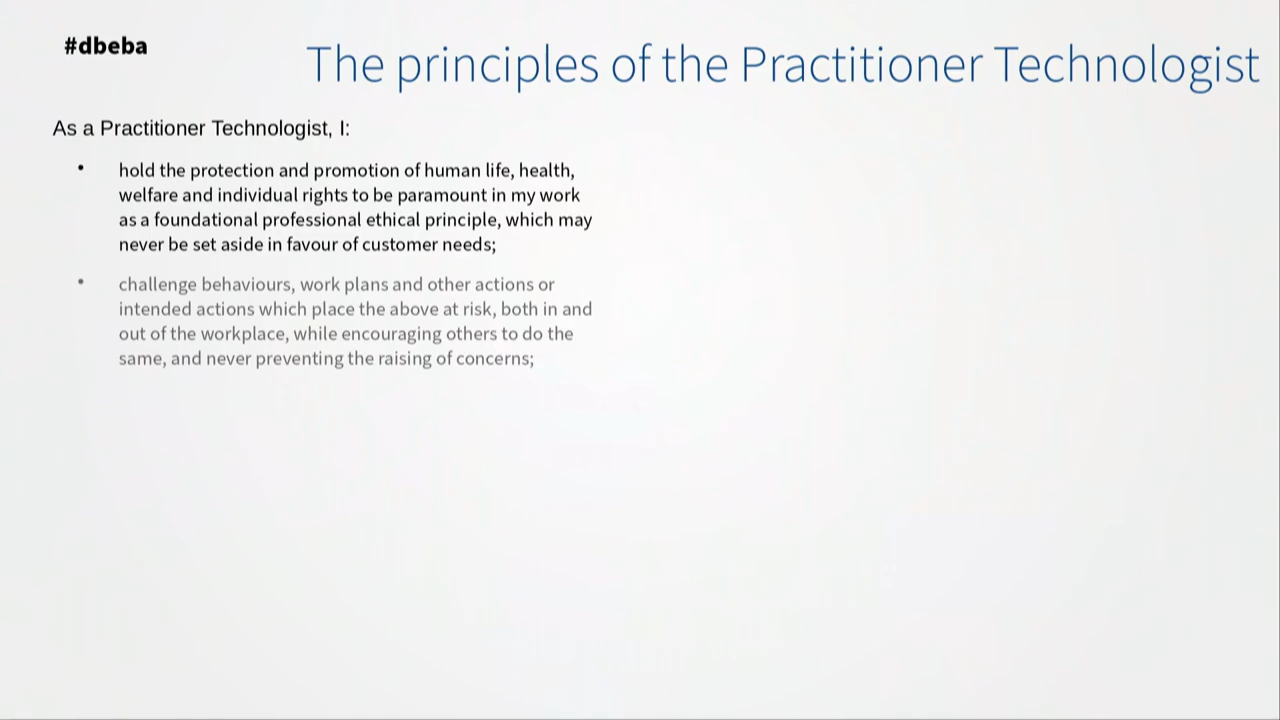 #dbeba
The principles of the Practitioner Technologist
As a Practitioner Technologist, I:
• hold the protection and promotion of human life, health,
welfare and individual rights to be paramount in my work
as a foundational professional ethical principle, which may
never be set aside in favour of customer needs;
• challenge behaviours, work plans and other actions or
intended actions which place the above at risk, both in and
out of the workplace, while encouraging others to do the
same, and never preventing the raising of concerns;